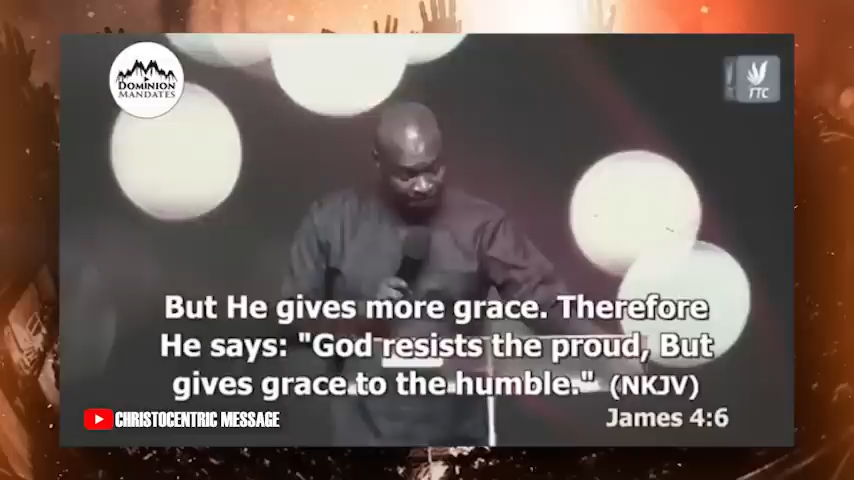 DOMINION
MANDATES
TTC
But He gives more grace. Therefore
He says: "God resists the proud, But
gives grace to the humble." (NKJV)
James 4:6
CHRISTOCENTRIC MESSAGE